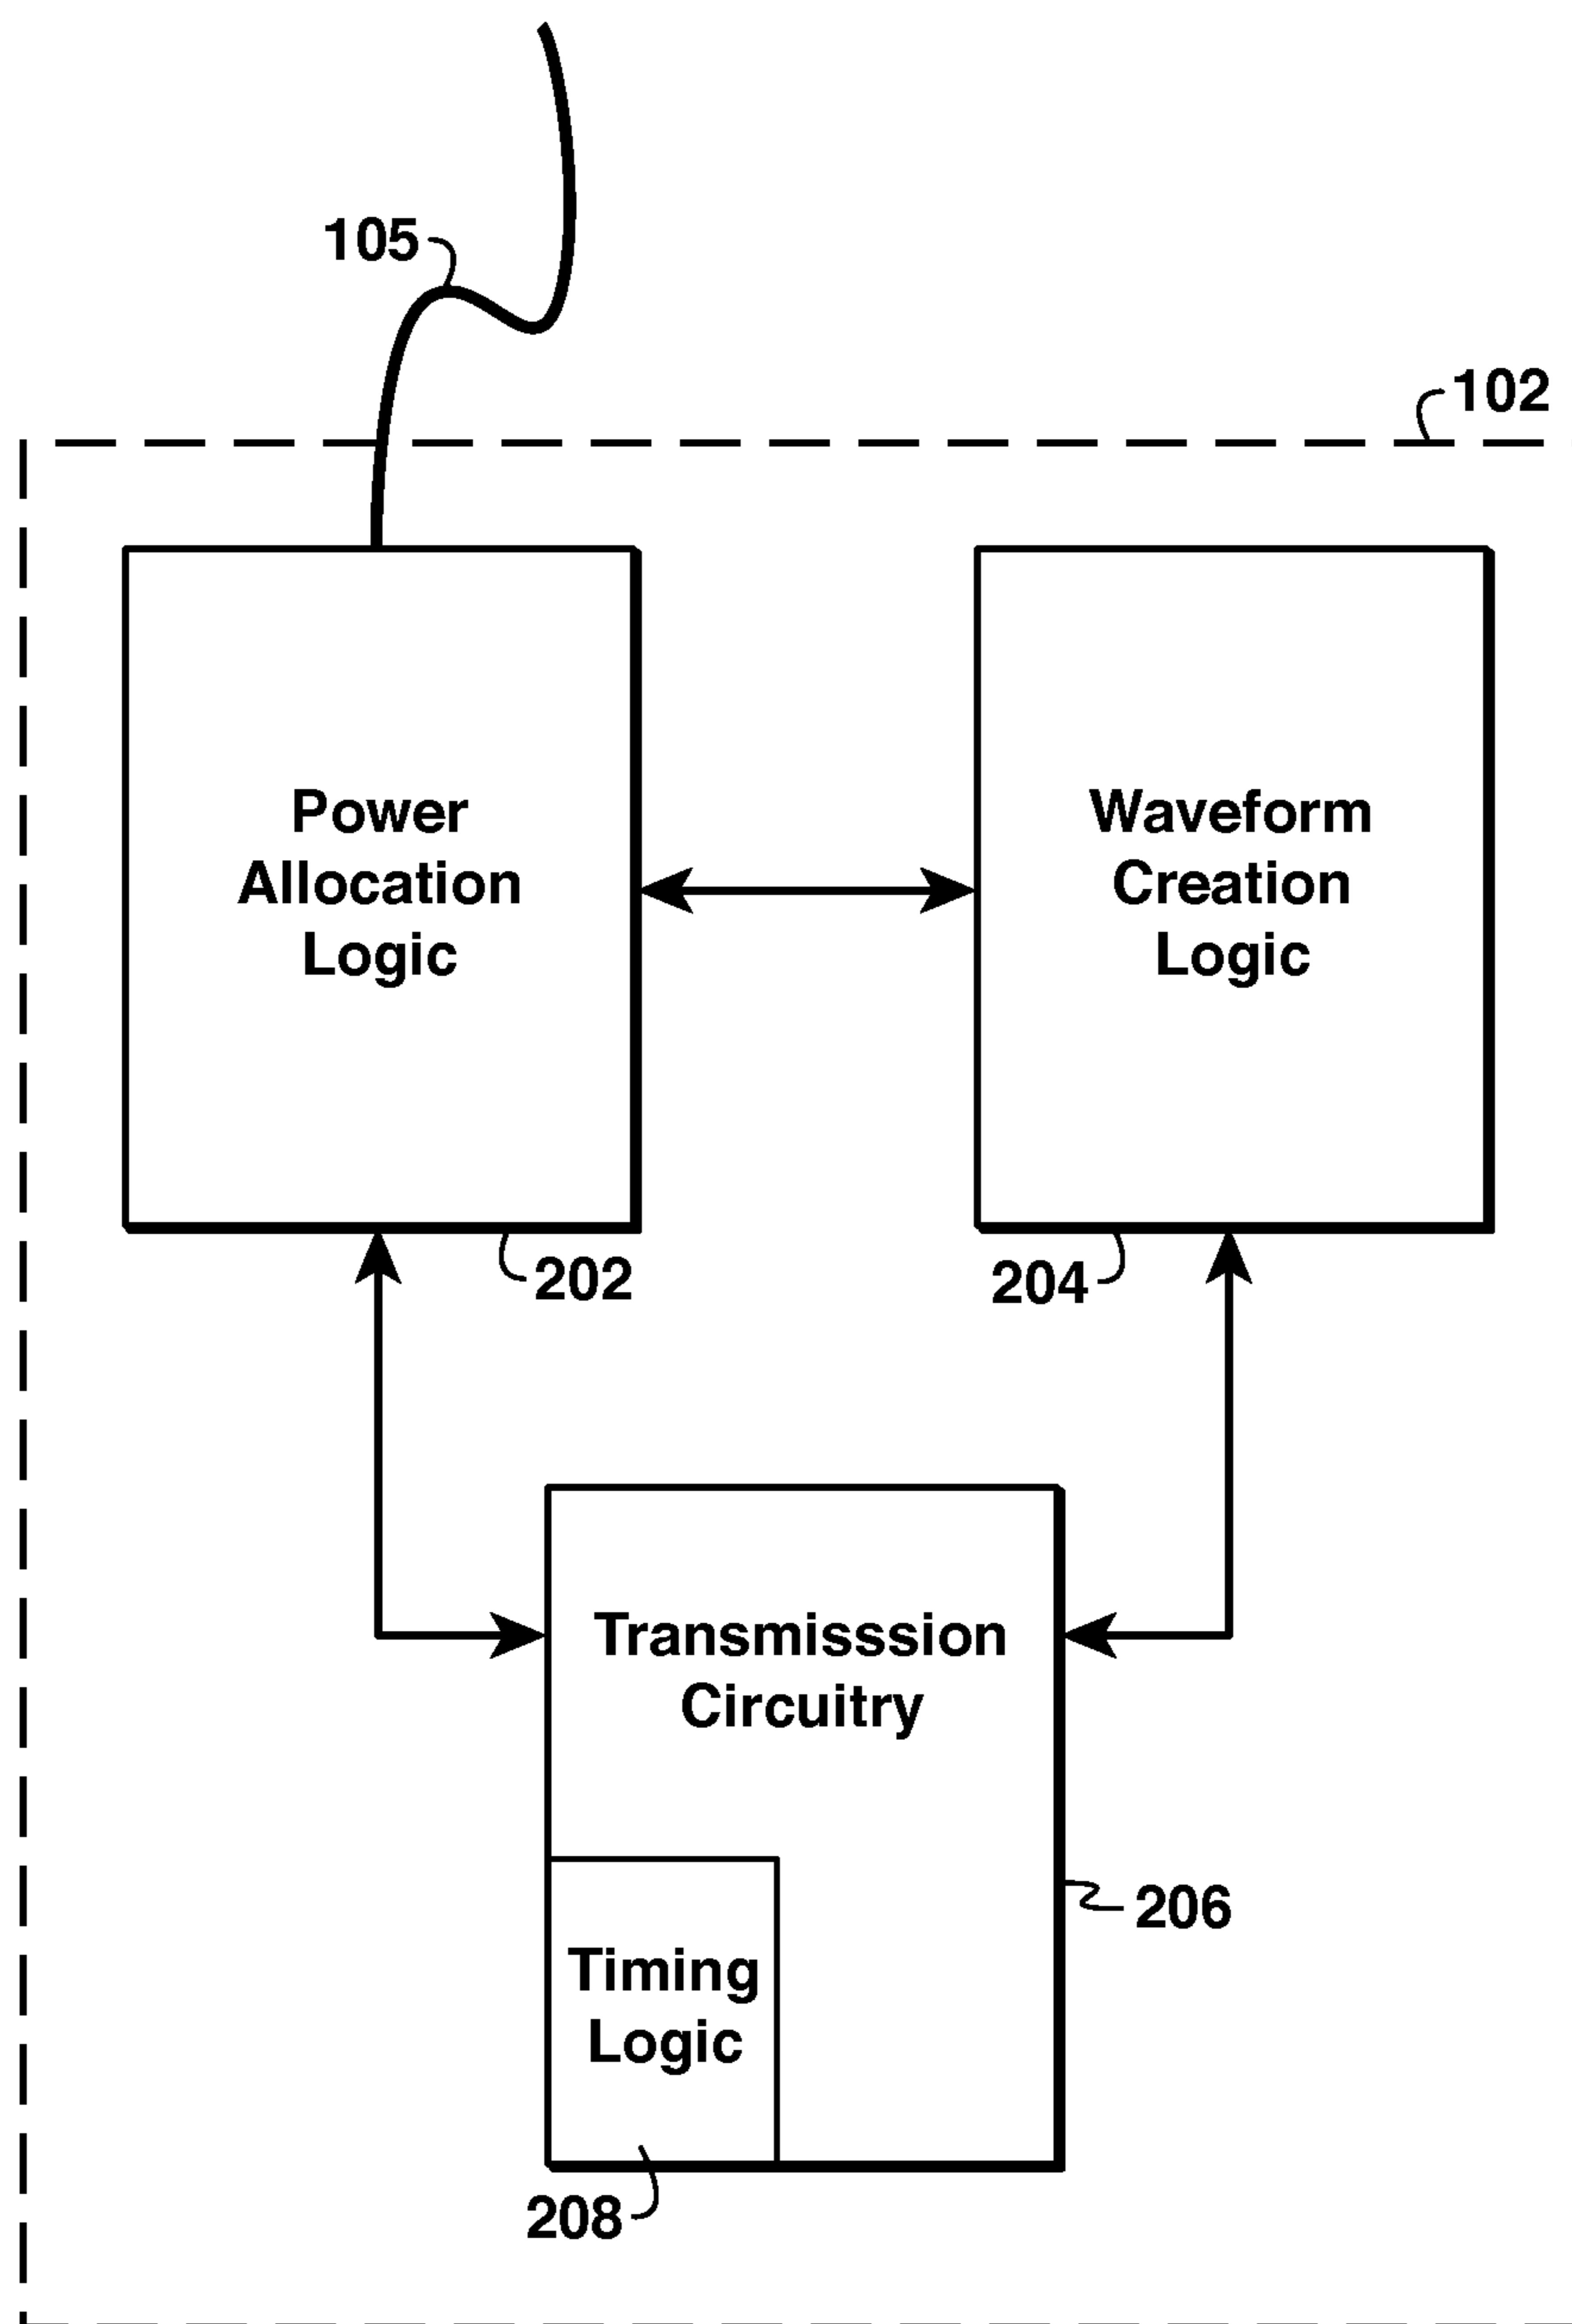 105
102
Power
Allocation
Logic
Waveform
Creation
Logic
202
204
Transmisssion
Circuitry
206
Timing
Logic
208